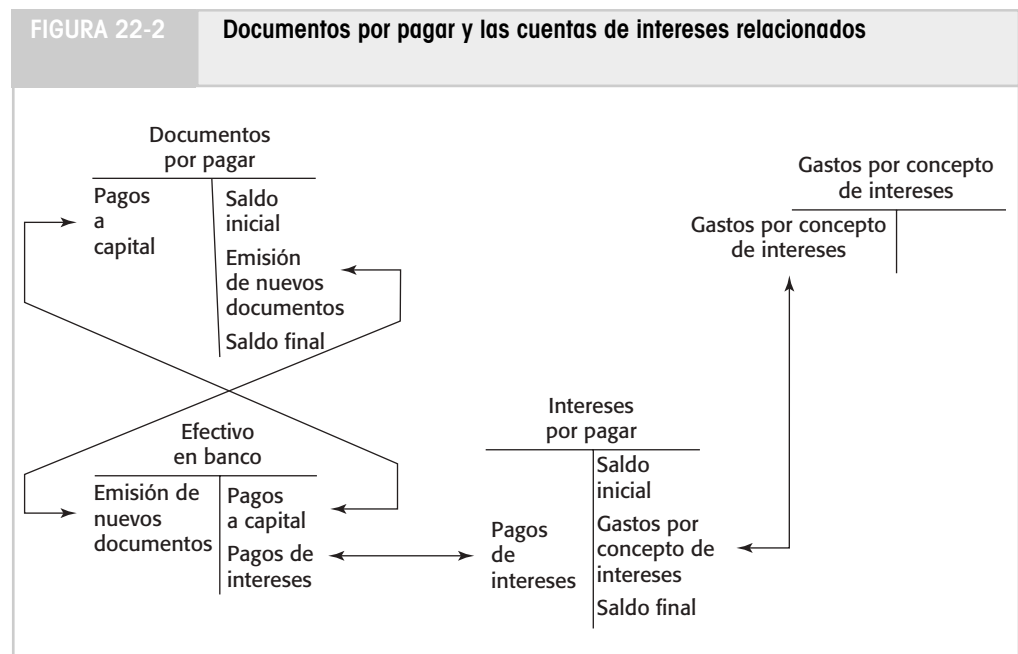 FIGURA 22-2
Documentos por pagar y las cuentas de intereses relacionados
Documentos
por pagar
Pagos
a
capital
Saldo
inicial
Emisión
de nuevos
documentos
Saldo final
Gastos por concepto
de intereses
Gastos por concepto
de intereses
Efectivo
en banco
Emisión de
nuevos
documentos
Pagos
a capital
Pagos de
intereses
Intereses
por pagar
Pagos
de
intereses
Saldo
inicial
Gastos por
concepto de
intereses
Saldo final